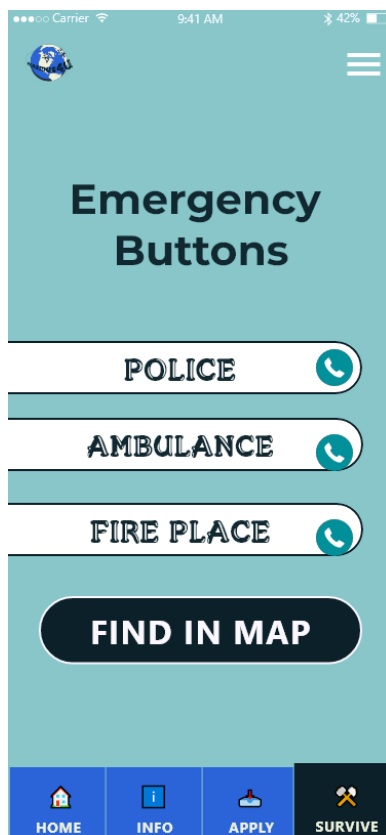 Carrier 9:41 AM 42%
Emergency
Buttons
POLICE
AMBULANCE
FIRE PLACE
FIND IN MAP
i
HOME INFO APPLY SURVIVE